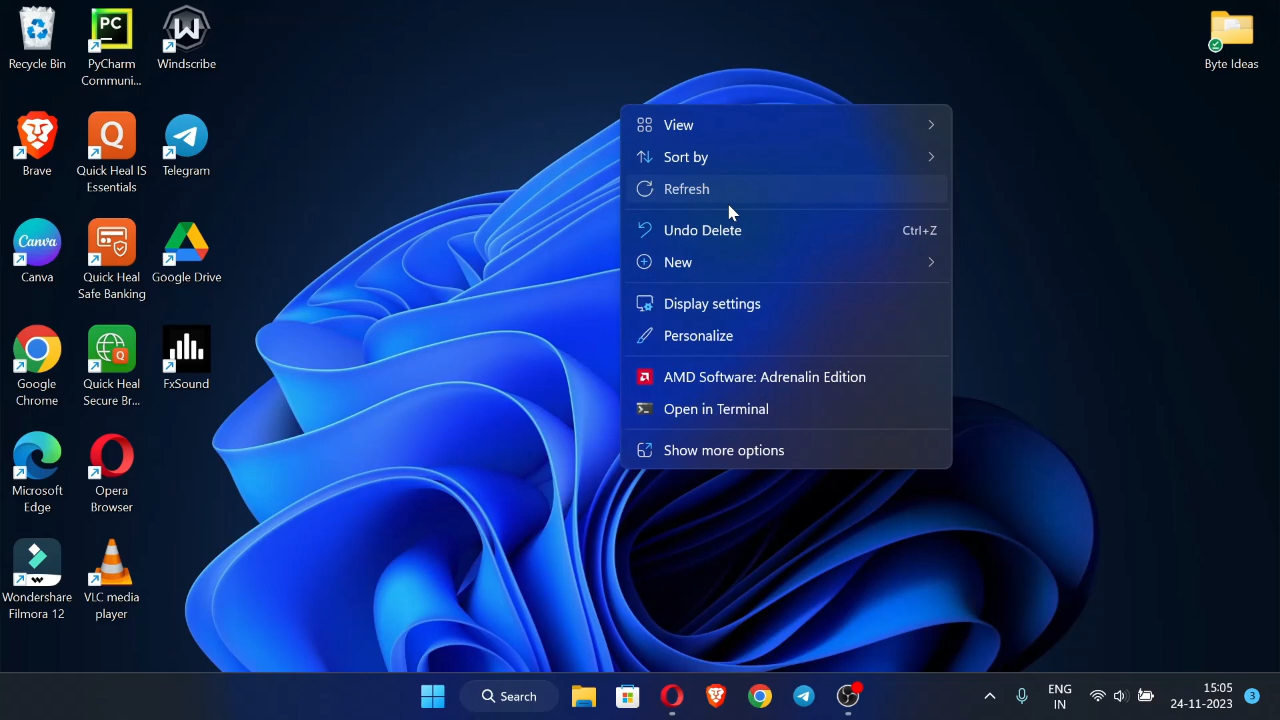 Recycle Bin
PC
PyCharm
Communi...
Windscribe
Byte Ideas
Brave
Quick Heal IS
Essentials
Telegram
Canva
Canva
Quick Heal
Safe Banking
Google Drive
Google
Chrome
Quick Heal
Secure Br...
FxSound
Microsoft
Edge
Opera
Browser
Wondershare
Filmora 12
VLC media
player
View
Sort by
Refresh
Undo Delete Ctrl+Z
New
Display settings
Personalize
AMD Software: Adrenalin Edition
Open in Terminal
Show more options
Search
ENG
IN
15:05
24-11-2023
3